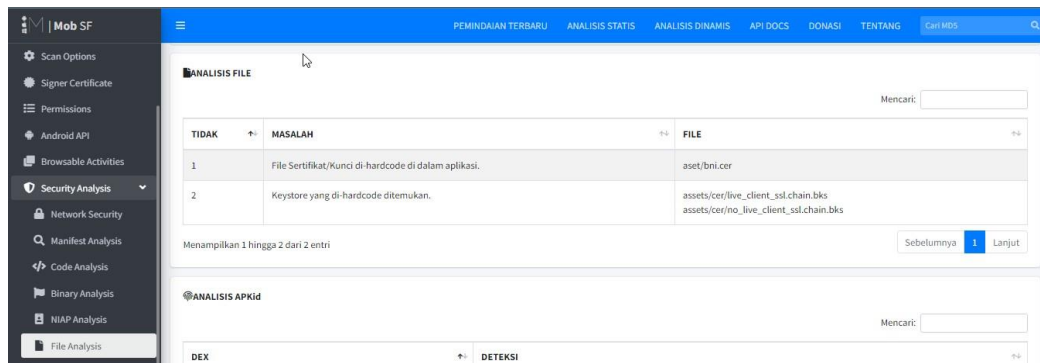 MobSF
PEMINDAIAN TERBARU ANALISIS STATIS ANALISIS DINAMIS API DOCS DONASI TENTANG Cari MD5
Scan Options
Signer Certificate
Permissions
Android API
Browsable Activities
Security Analysis
Network Security
Manifest Analysis
Code Analysis
Binary Analysis
NIAP Analysis
File Analysis
ANALISIS FILE
Mencari:
TIDAK MASALAH FILE
1 File Sertifikat/Kunci di-hardcode di dalam aplikasi. aset/bni.cer
2 Keystore yang di-hardcode ditemukan. assets/cer/live_client_ssl.chain.bks
assets/cer/no_live_client_ssl.chain.bks
Menampilkan 1 hingga 2 dari 2 entri Sebelumnya 1 Lanjut
ANALISIS APKiD
Mencari:
DEX DETEKSI